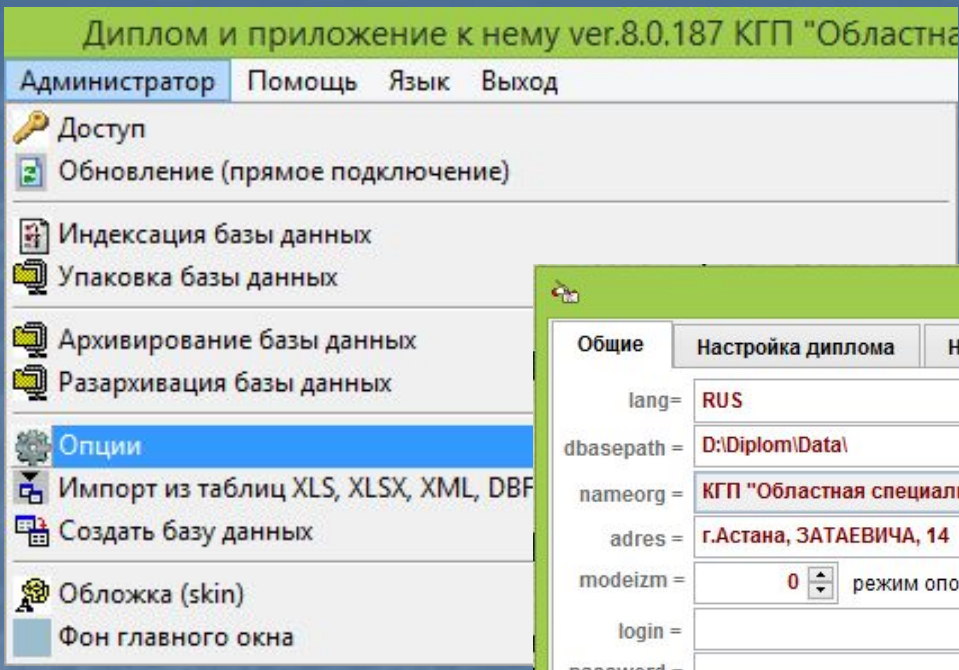 Диплом и приложение к нему ver.8.0.187 КГП "Областна
Администратор Помощь Язык Выход
Доступ
Обновление (прямое подключение)
Индексация базы данных
Упаковка базы данных
Архивирование базы данных
Разархивация базы данных
Опции
Импорт из таблиц XLS, XLSX, XML, DBF
Создать базу данных
Обложка (skin)
Фон главного окна
Общие Настройка диплома Н
lang= RUS
dbasepath = D:\Diplom\Data\
nameorg = КГП "Областная специал
adres = г.Астана, ЗАТАЕВИЧА, 14
modeizm = 0 режим опо
login =
password =